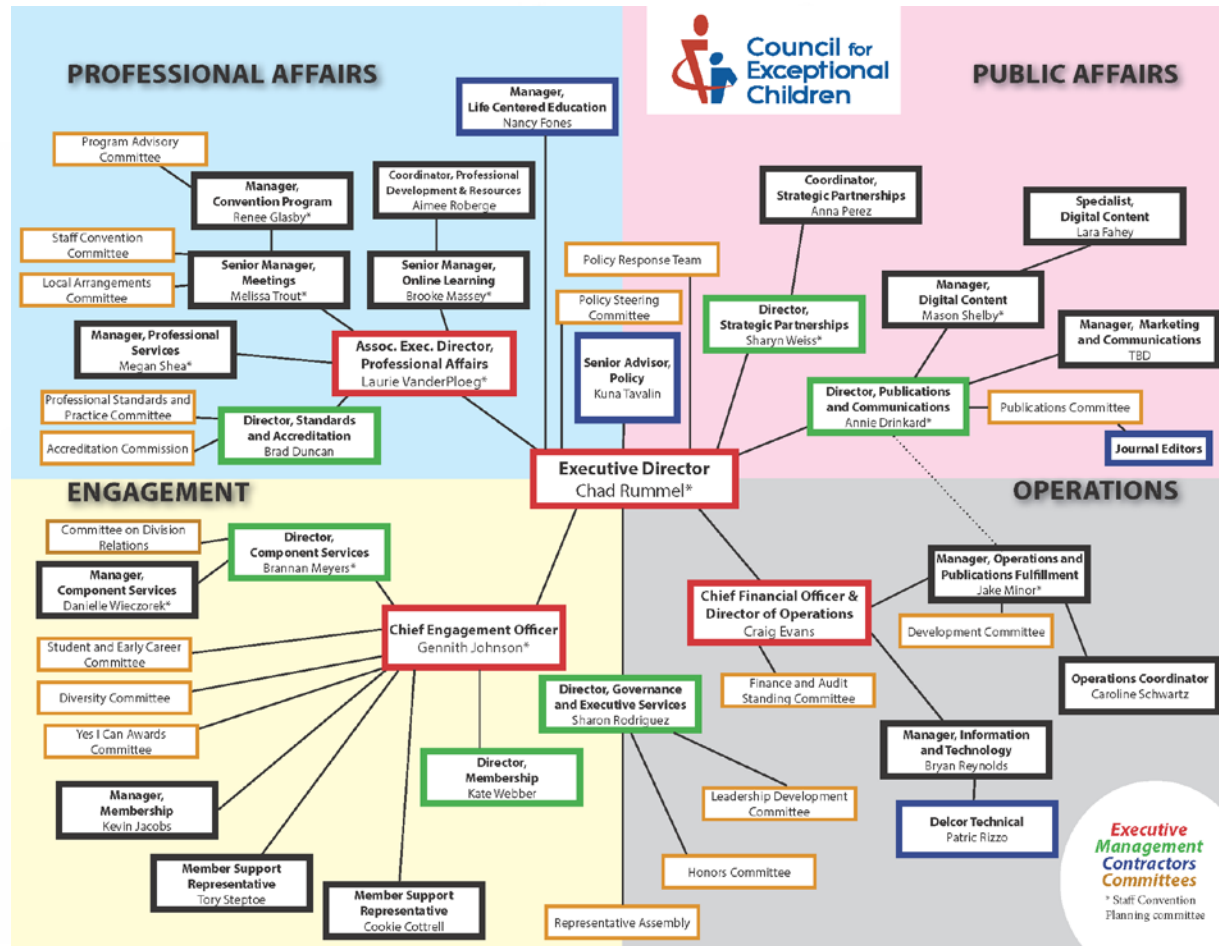 PROFESSIONAL AFFAIRS
Council for
Exceptional
Children
PUBLIC AFFAIRS
Manager,
Life Centered Education
Nancy Fones
Program Advisory
Committee
Manager,
Convention Program
Renee Glasby*
Coordinator, Professional
Development & Resources
Aimee Roberge
Staff Convention
Committee
Local Arrangements
Committee
Senior Manager,
Meetings
Melissa Trout*
Senior Manager,
Online Learning
Brooke Massey*
Manager, Professional
Services
Megan Shea*
Assoc. Exec. Director,
Professional Affairs
Laurie VanderPloeg*
Professional Standards and
Practice Committee
Accreditation Commission
Director, Standards
and Accreditation
Brad Duncan
Policy Response Team
Policy Steering
Committee
Senior Advisor,
Policy
Kuna Tavalin
Coordinator,
Strategic Partnerships
Anna Perez
Director,
Strategic Partnerships
Sharyn Weiss*
Specialist,
Digital Content
Lara Fahey
Manager,
Digital Content
Mason Shelby*
Manager, Marketing
and Communications
TBD
Director, Publications
and Communications
Annie Drinkard*
Publications Committee
Journal Editors
Executive Director
Chad Rummel*
ENGAGEMENT
Committee on Division
Relations
Director,
Component Services
Brannan Meyers*
Manager,
Component Services
Danielle Wieczorek*
Chief Engagement Officer
Gennith Johnson*
Student and Early Career
Committee
Diversity Committee
Yes I Can Awards
Committee
Manager,
Membership
Kevin Jacobs
Member Support
Representative
Tory Steptoe
Member Support
Representative
Cookie Cottrell
Director,
Membership
Kate Webber
OPERATIONS
Manager, Operations and
Publications Fulfillment
Jake Minor*
Chief Financial Officer &
Director of Operations
Craig Evans
Development Committee
Operations Coordinator
Caroline Schwartz
Finance and Audit
Standing Committee
Director, Governance
and Executive Services
Sharon Rodriguez
Manager, Information
and Technology
Bryan Reynolds
Leadership Development
Committee
Delcor Technical
Patric Rizzo
Honors Committee
Representative Assembly
Executive
Management
Contractors
Committees
* Staff Convention
Planning committee